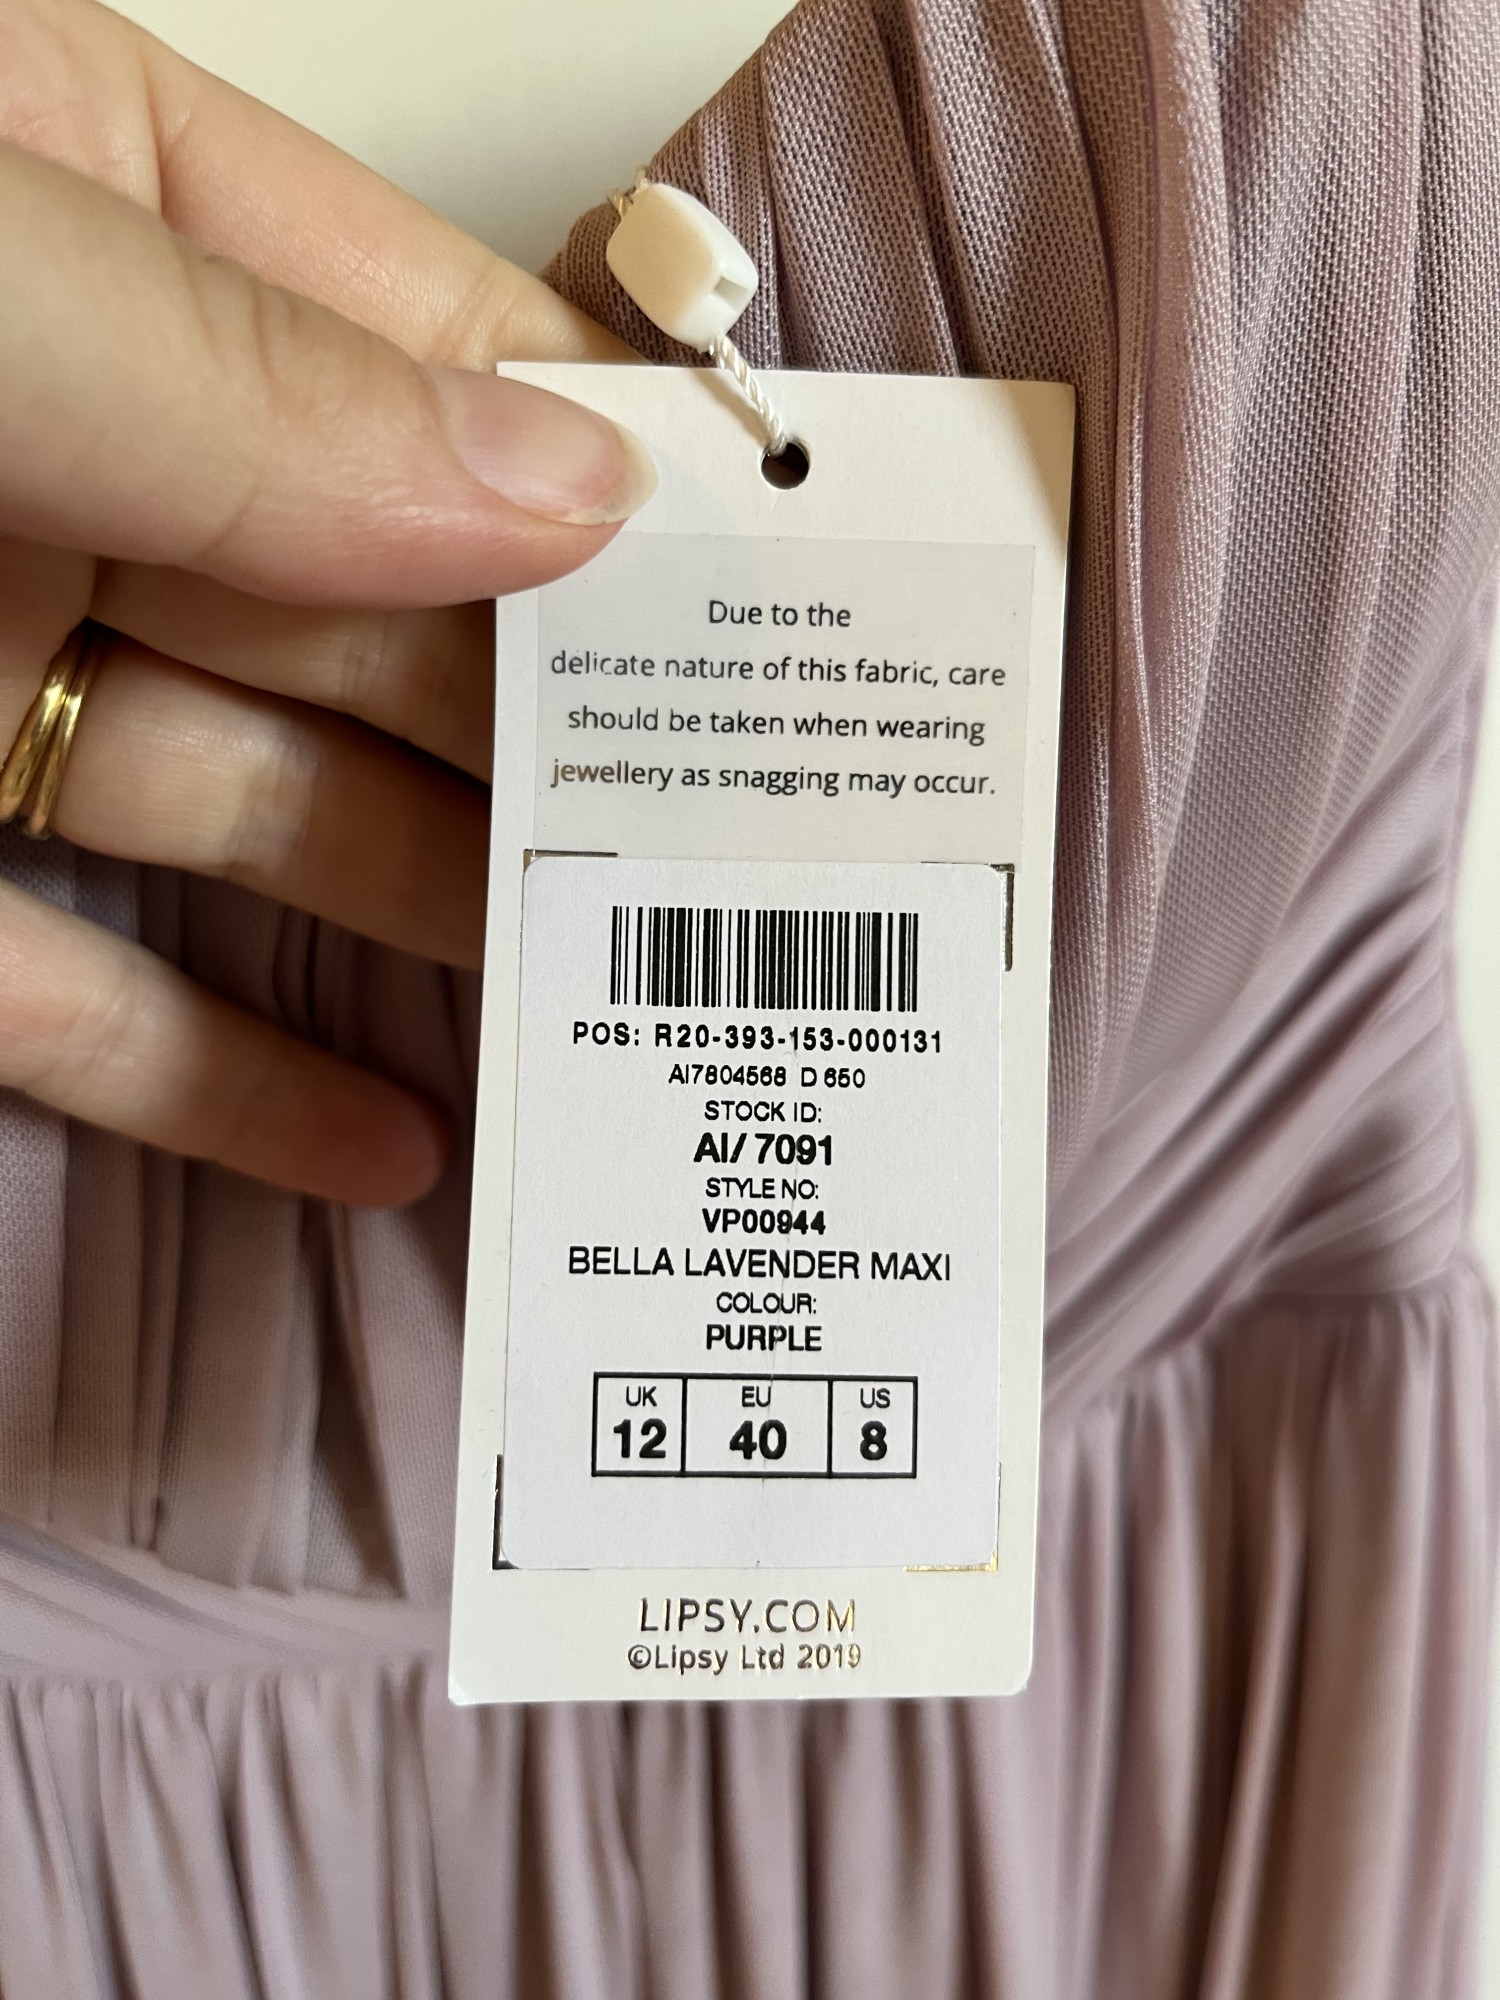 Due to the
delicate nature of this fabric, care
should be taken when wearing
jewellery as snagging may occur.
POS: R20-393-153-000131
AI7804568 D 650
STOCK ID:
AI/ 7091
STYLE NO:
VP00944
BELLA LAVENDER MAXI
COLOUR:
PURPLE
UK EU US
12 40 8
LIPSY.COM
©Lipsy Ltd 2019